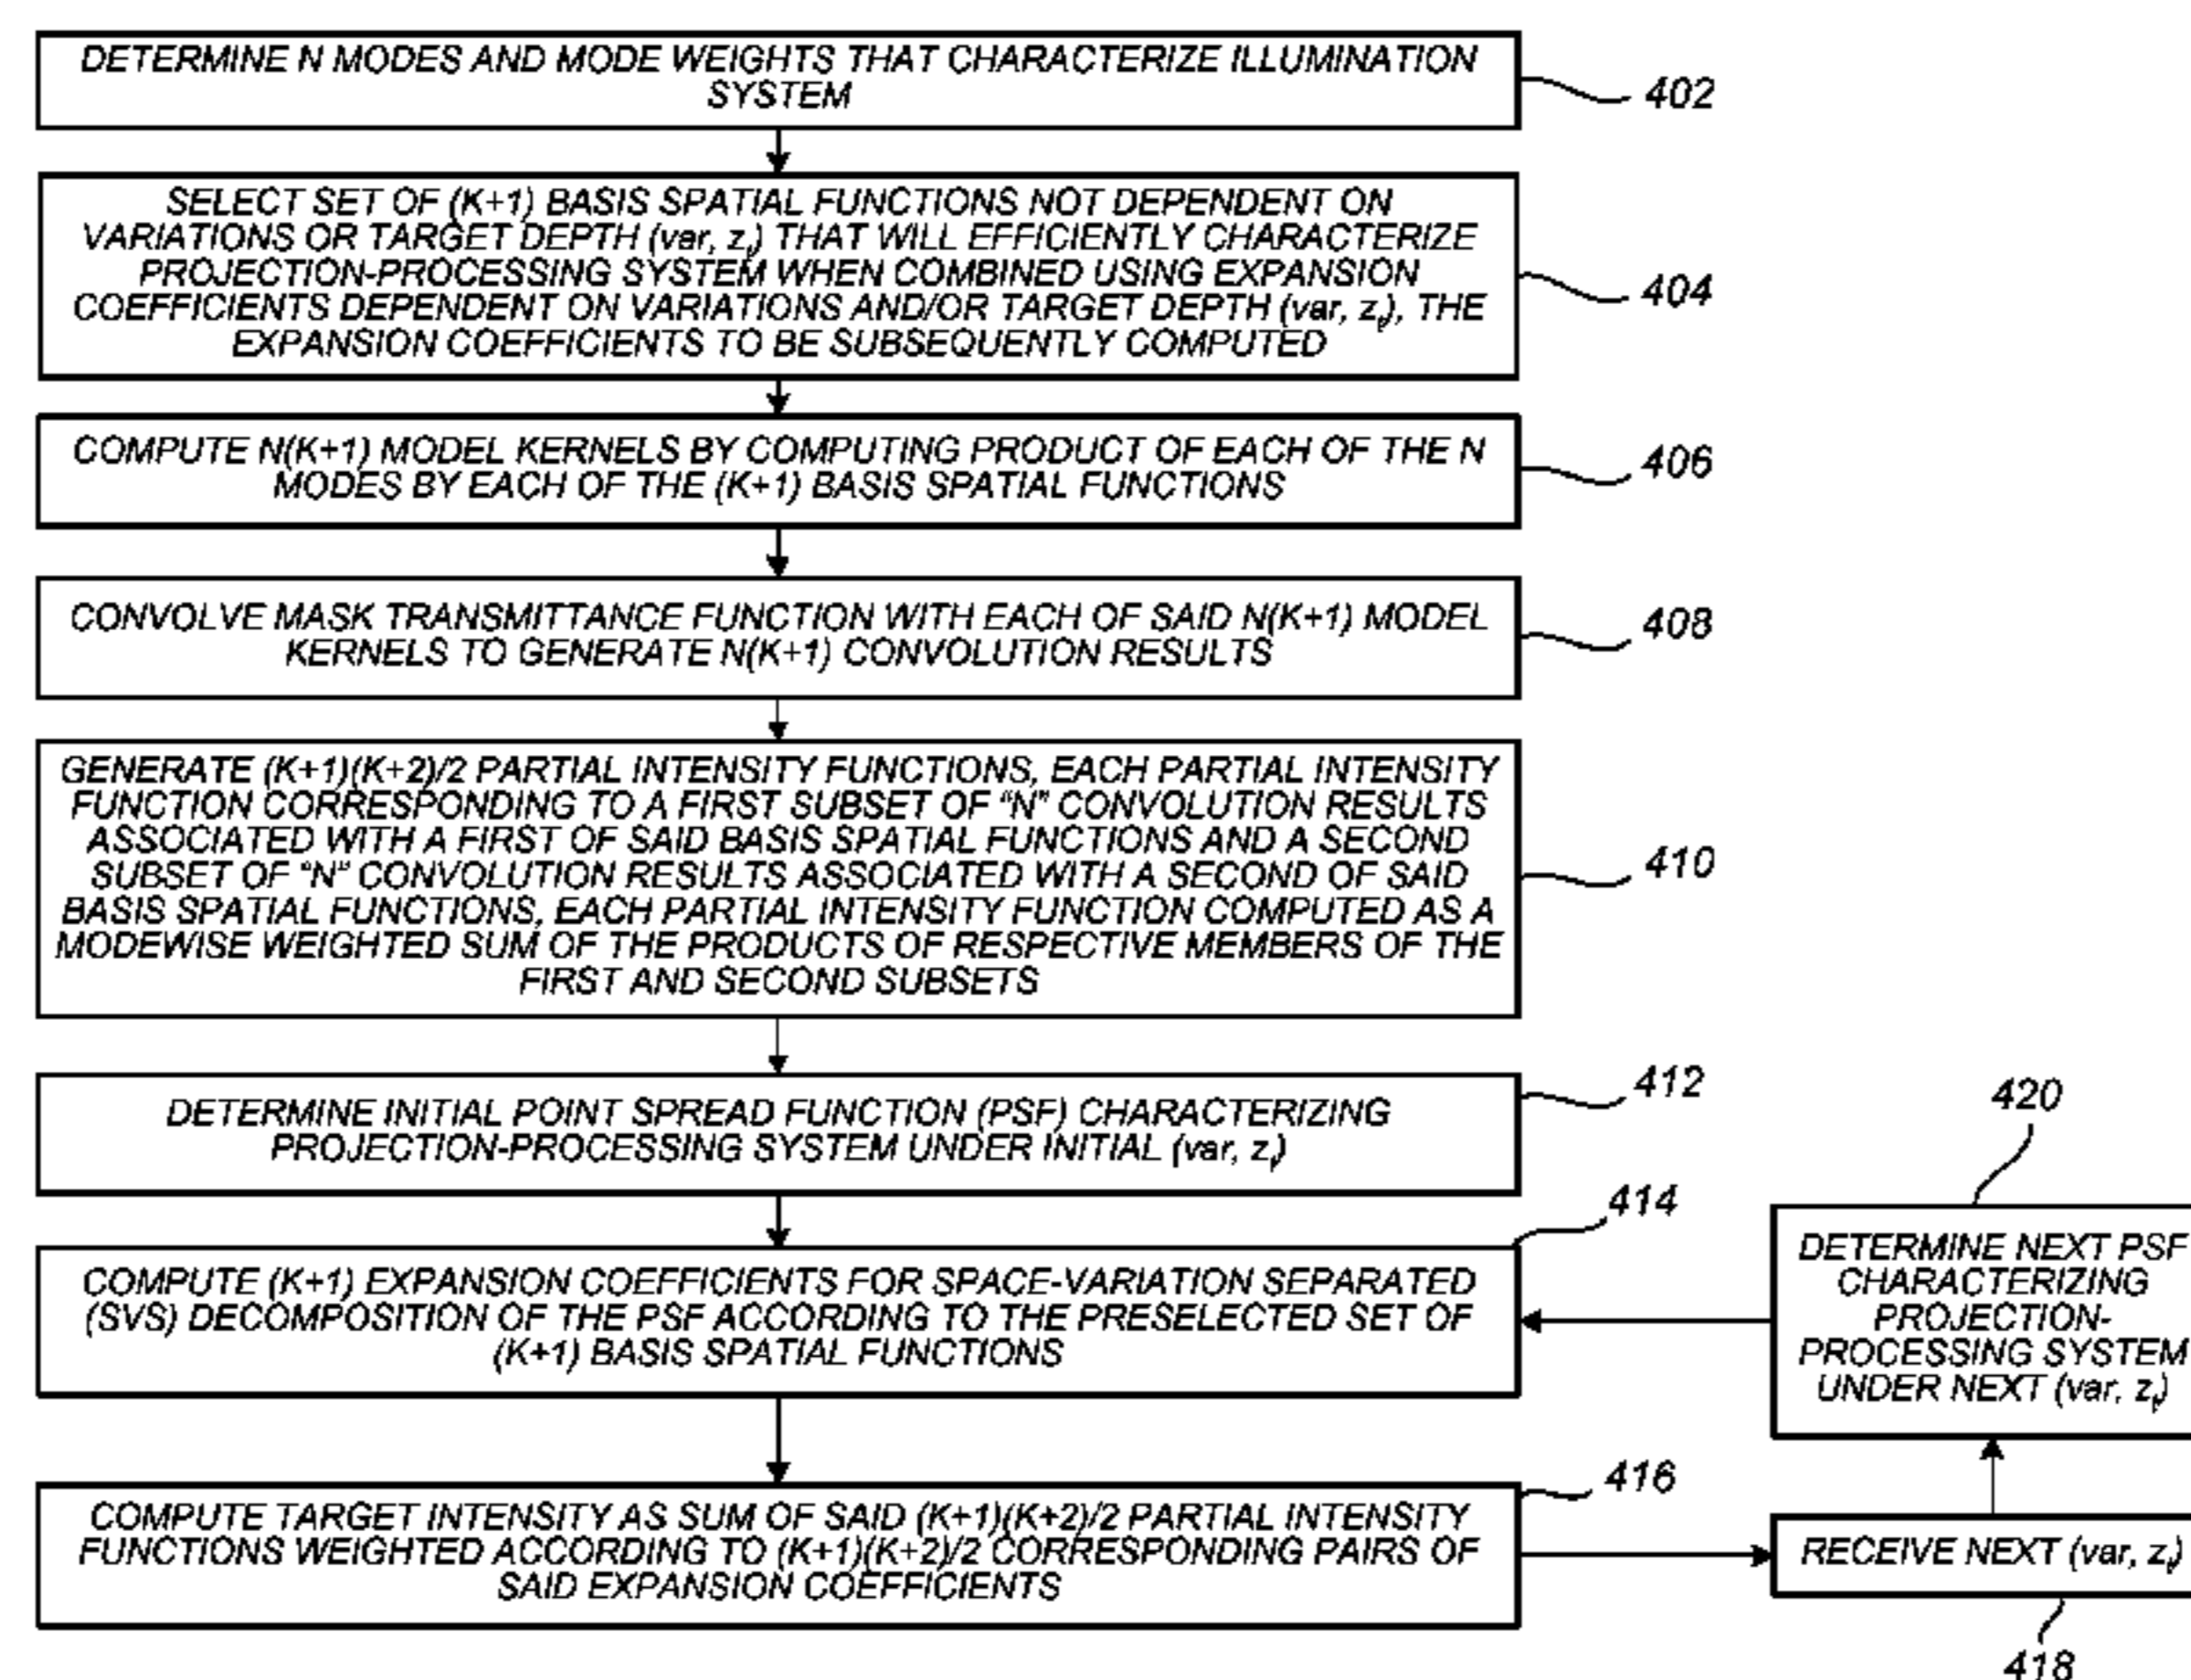 DETERMINE N MODES AND MODE WEIGHTS THAT CHARACTERIZE ILLUMINATION
SYSTEM
402
SELECT SET OF (K+1) BASIS SPATIAL FUNCTIONS NOT DEPENDENT ON
VARIATIONS OR TARGET DEPTH (var, zt) THAT WILL EFFICIENTLY CHARACTERIZE
PROJECTION-PROCESSING SYSTEM WHEN COMBINED USING EXPANSION
COEFFICIENTS DEPENDENT ON VARIATIONS AND/OR TARGET DEPTH (var, zt), THE
EXPANSION COEFFICIENTS TO BE SUBSEQUENTLY COMPUTED
404
COMPUTE N(K+1) MODEL KERNELS BY COMPUTING PRODUCT OF EACH OF THE N
MODES BY EACH OF THE (K+1) BASIS SPATIAL FUNCTIONS
406
CONVOLVE MASK TRANSMITTANCE FUNCTION WITH EACH OF SAID N(K+1) MODEL
KERNELS TO GENERATE N(K+1) CONVOLUTION RESULTS
408
GENERATE (K+1)(K+2)/2 PARTIAL INTENSITY FUNCTIONS, EACH PARTIAL INTENSITY
FUNCTION CORRESPONDING TO A FIRST SUBSET OF "N" CONVOLUTION RESULTS
ASSOCIATED WITH A FIRST OF SAID BASIS SPATIAL FUNCTIONS AND A SECOND
SUBSET OF "N" CONVOLUTION RESULTS ASSOCIATED WITH A SECOND OF SAID
BASIS SPATIAL FUNCTIONS, EACH PARTIAL INTENSITY FUNCTION COMPUTED AS A
MODEWISE WEIGHTED SUM OF THE PRODUCTS OF RESPECTIVE MEMBERS OF THE
FIRST AND SECOND SUBSETS
410
DETERMINE INITIAL POINT SPREAD FUNCTION (PSF) CHARACTERIZING
PROJECTION-PROCESSING SYSTEM UNDER INITIAL (var, zt)
412
COMPUTE (K+1) EXPANSION COEFFICIENTS FOR SPACE-VARIATION SEPARATED
(SVS) DECOMPOSITION OF THE PSF ACCORDING TO THE PRESELECTED SET OF
(K+1) BASIS SPATIAL FUNCTIONS
414
COMPUTE TARGET INTENSITY AS SUM OF SAID (K+1)(K+2)/2 PARTIAL INTENSITY
FUNCTIONS WEIGHTED ACCORDING TO (K+1)(K+2)/2 CORRESPONDING PAIRS OF
SAID EXPANSION COEFFICIENTS
416
RECEIVE NEXT (var, zt)
418
420
DETERMINE NEXT PSF
CHARACTERIZING
PROJECTION-
PROCESSING SYSTEM
UNDER NEXT (var, zt)